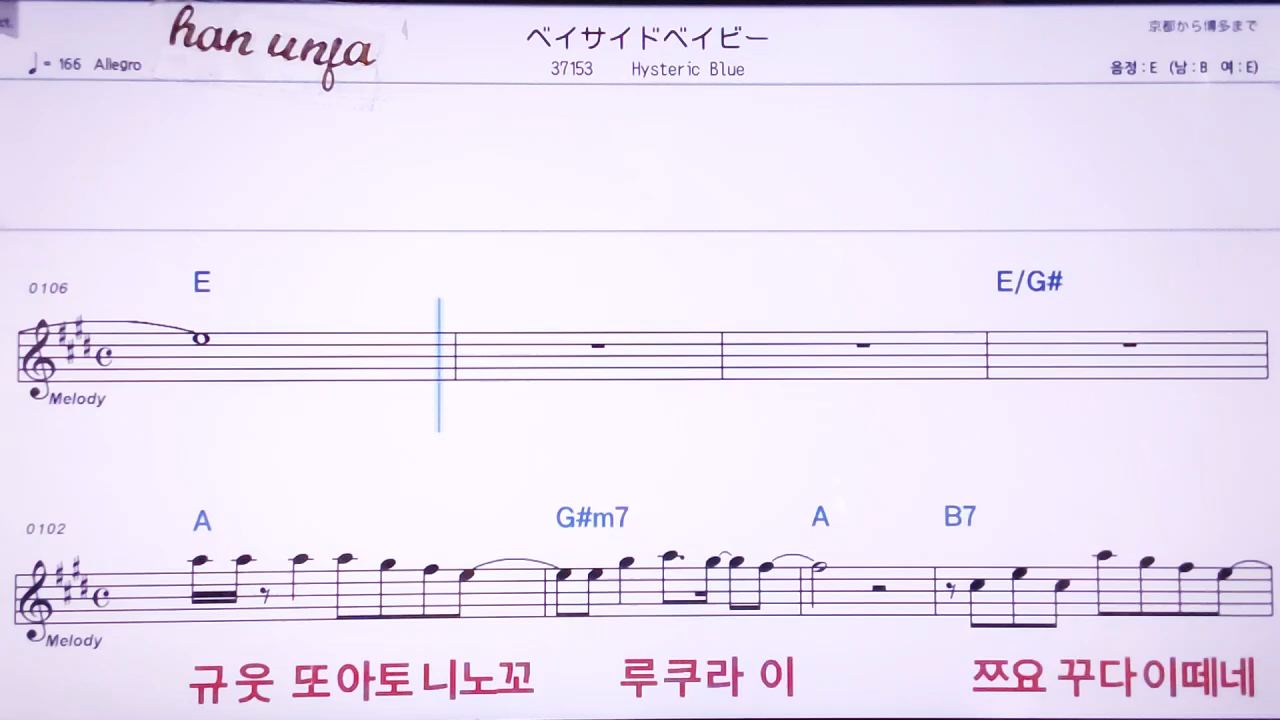 ct.
han unfa
ベイサイドベイビー
京都から博多まで
♩= 166 Allegro
37153 Hysteric Blue
음정 : E (남 : B 여 : E)
0106
E
E/G#
Melody
0102
A
G#m7
A
B7
Melody
규웃 또아토니노꼬 루쿠라 이 쯔요 꾸다이떼네